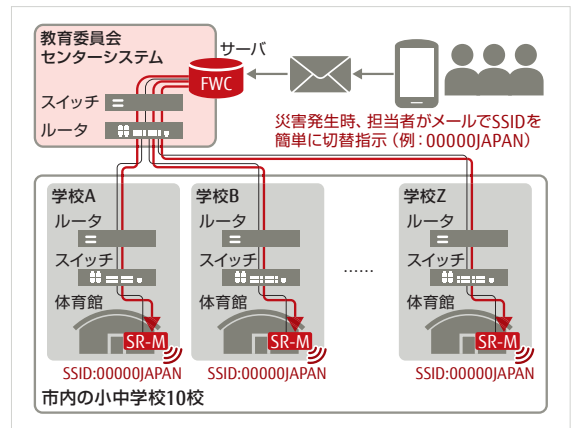 教育委員会
センターシステム
サーバ
FWC
スイッチ
ルータ
災害発生時、担当者がメールでSSIDを
簡単に切替指示（例：00000JAPAN）
学校A
ルータ
スイッチ
体育館
SR-M
SSID:00000JAPAN
学校B
ルータ
スイッチ
体育館
SR-M
SSID:00000JAPAN
……
学校Z
ルータ
スイッチ
体育館
SR-M
SSID:00000JAPAN
市内の小中学校10校